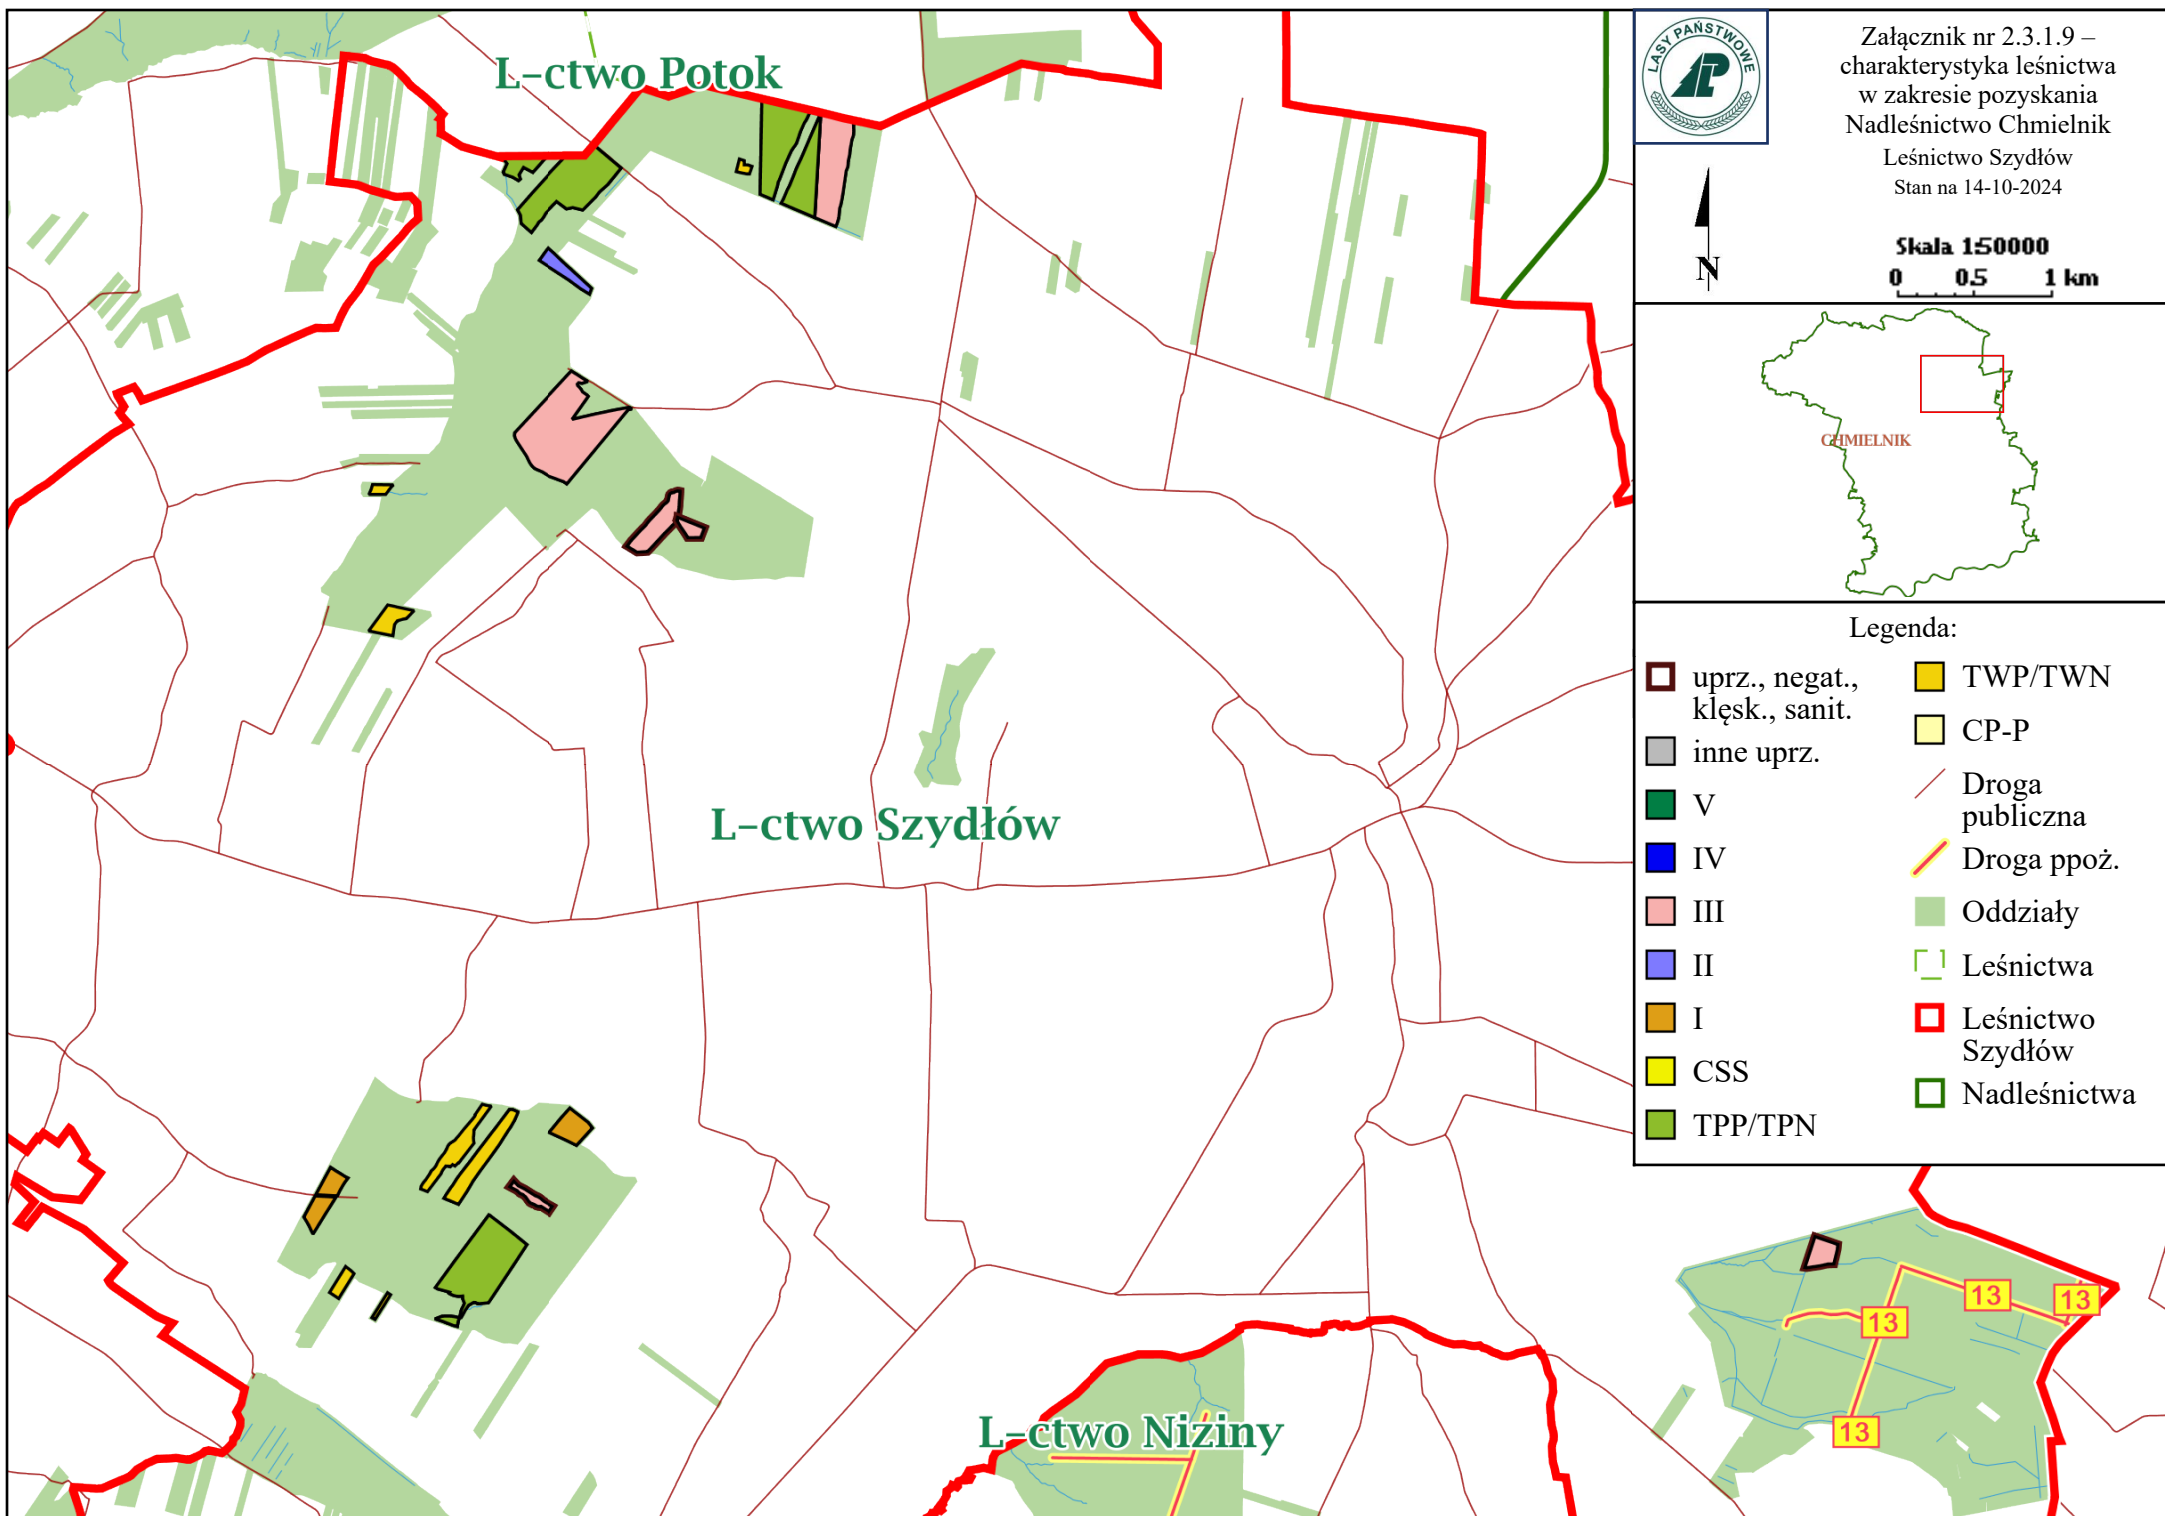 LASY PAŃSTWOWE
Załącznik nr 2.3.1.9 –
charakterystyka leśnictwa
w zakresie pozyskania
Nadleśnictwo Chmielnik
Leśnictwo Szydłów
Stan na 14-10-2024
N
Skala 1:50000
0 0.5 1 km
CHMIELNIK
Legenda:
uprz., negat.,
klęsk., sanit.
inne uprz.
V
IV
III
II
I
CSS
TPP/TPN
TWP/TWN
CP-P
Droga
publiczna
Droga ppoż.
Oddziały
Leśnictwa
Leśnictwo
Szydłów
Nadleśnictwa
L-ctwo Potok
L-ctwo Szydłów
L-ctwo Niziny
13
13
13
13